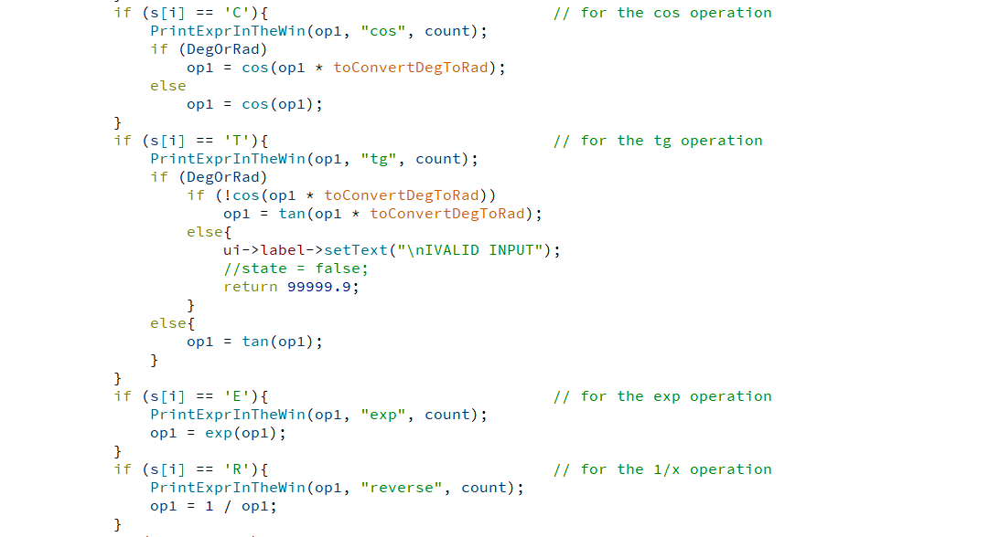 if (s[i] == 'C'){ // for the cos operation
PrintExprInTheWin(op1, "cos", count);
if (DegOrRad)
op1 = cos(op1 * toConvertDegToRad);
else
op1 = cos(op1);
}
if (s[i] == 'T'){ // for the tg operation
PrintExprInTheWin(op1, "tg", count);
if (DegOrRad)
if (!cos(op1 * toConvertDegToRad))
op1 = tan(op1 * toConvertDegToRad);
else{
ui->label->setText("\nIVALID INPUT");
//state = false;
return 99999.9;
}
else{
op1 = tan(op1);
}
}
if (s[i] == 'E'){ // for the exp operation
PrintExprInTheWin(op1, "exp", count);
op1 = exp(op1);
}
if (s[i] == 'R'){ // for the 1/x operation
PrintExprInTheWin(op1, "reverse", count);
op1 = 1 / op1;
}